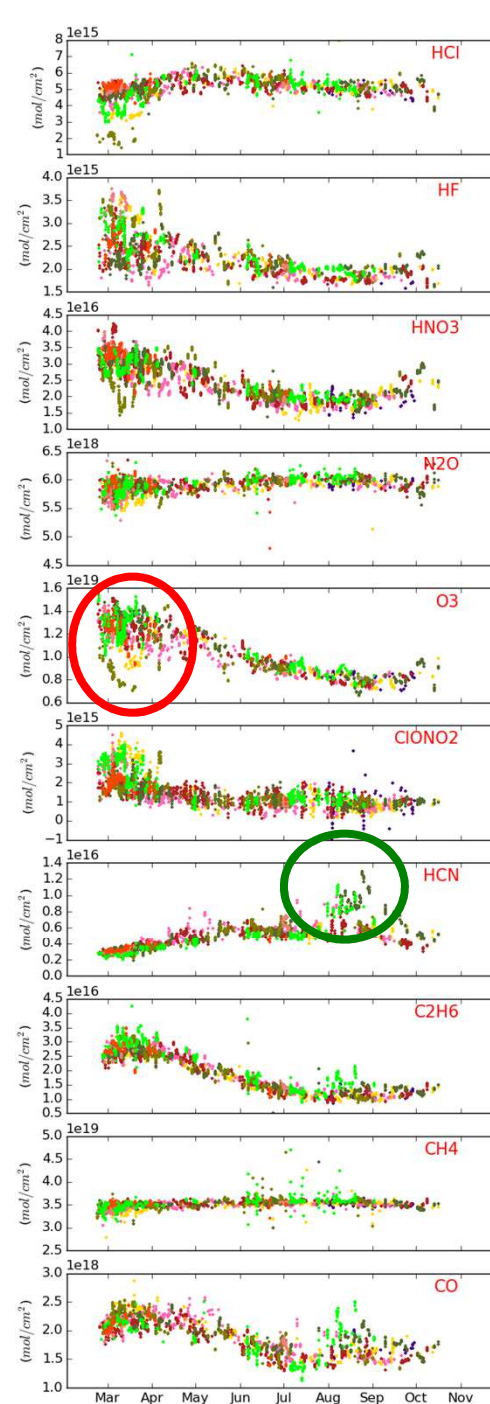 1e15
HCl
8
7
6
5
4
3
2
1
(mol/cm²)
1e15
HF
4.0
3.5
3.0
2.5
2.0
1.5
(mol/cm²)
1e16
HNO3
4.5
4.0
3.5
3.0
2.5
2.0
1.5
1.0
(mol/cm²)
1e18
N2O
6.5
6.0
5.5
5.0
4.5
(mol/cm²)
1e19
O3
1.6
1.4
1.2
1.0
0.8
0.6
(mol/cm²)
1e15
ClONO2
5
4
3
2
1
0
−1
(mol/cm²)
1e16
HCN
1.4
1.2
1.0
0.8
0.6
0.4
0.2
0.0
(mol/cm²)
1e16
C2H6
4.5
4.0
3.5
3.0
2.5
2.0
1.5
1.0
0.5
(mol/cm²)
1e19
CH4
5.0
4.5
4.0
3.5
3.0
2.5
(mol/cm²)
1e18
CO
3.0
2.5
2.0
1.5
1.0
(mol/cm²)
Mar Apr May Jun Jul Aug Sep Oct Nov